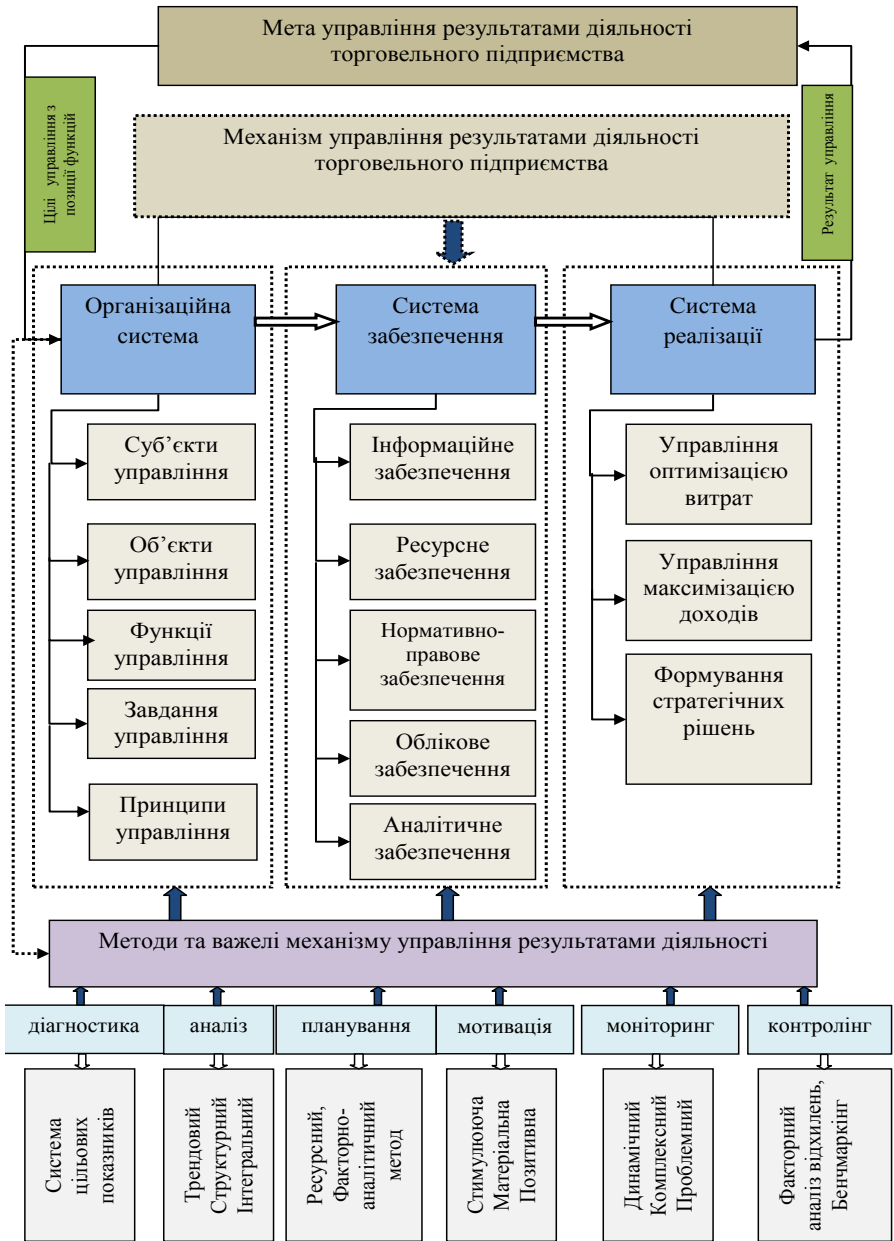 Мета управління результатами діяльності
торговельного підприємства
Цілі управління з
позиції функцій
Результат управління
Механізм управління результатами діяльності
торговельного підприємства
Організаційна
система
Система
забезпечення
Система
реалізації
Суб’єкти
управління
Об’єкти
управління
Функції
управління
Завдання
управління
Принципи
управління
Інформаційне
забезпечення
Ресурсне
забезпечення
Нормативно-
правове
забезпечення
Облікове
забезпечення
Аналітичне
забезпечення
Управління
оптимізацією
витрат
Управління
максимізацією
доходів
Формування
стратегічних
рішень
Методи та важелі механізму управління результатами діяльності
діагностика
аналіз
планування
мотивація
моніторинг
контролінг
Система
цільових
показників
Трендовий
Структурний
Інтегральний
Ресурсний,
Факторно-
аналітичний
метод
Стимулююча
Матеріальна
Позитивна
Динамічний
Комплексний
Проблемний
Факторний
аналіз відхилень,
Бенчмаркінг